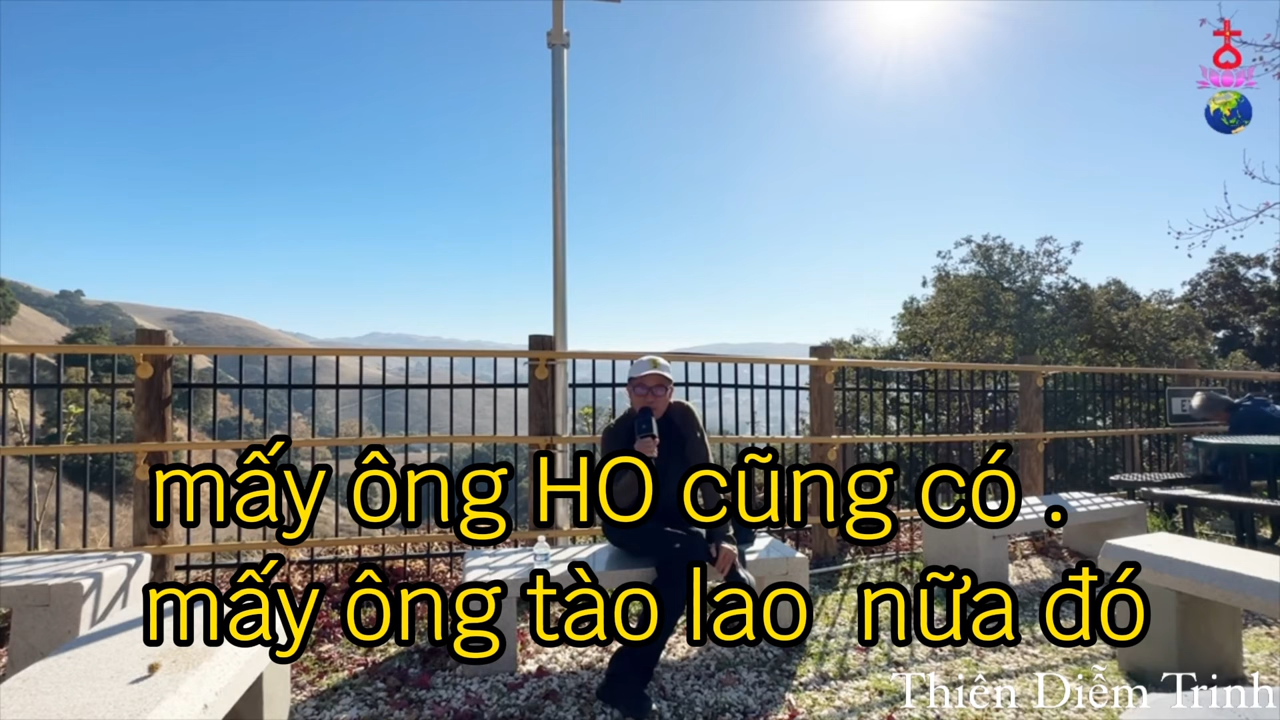 mấy ông HO cũng có .
mấy ông tào lao nữa đó
Thiên Diễm Trinh